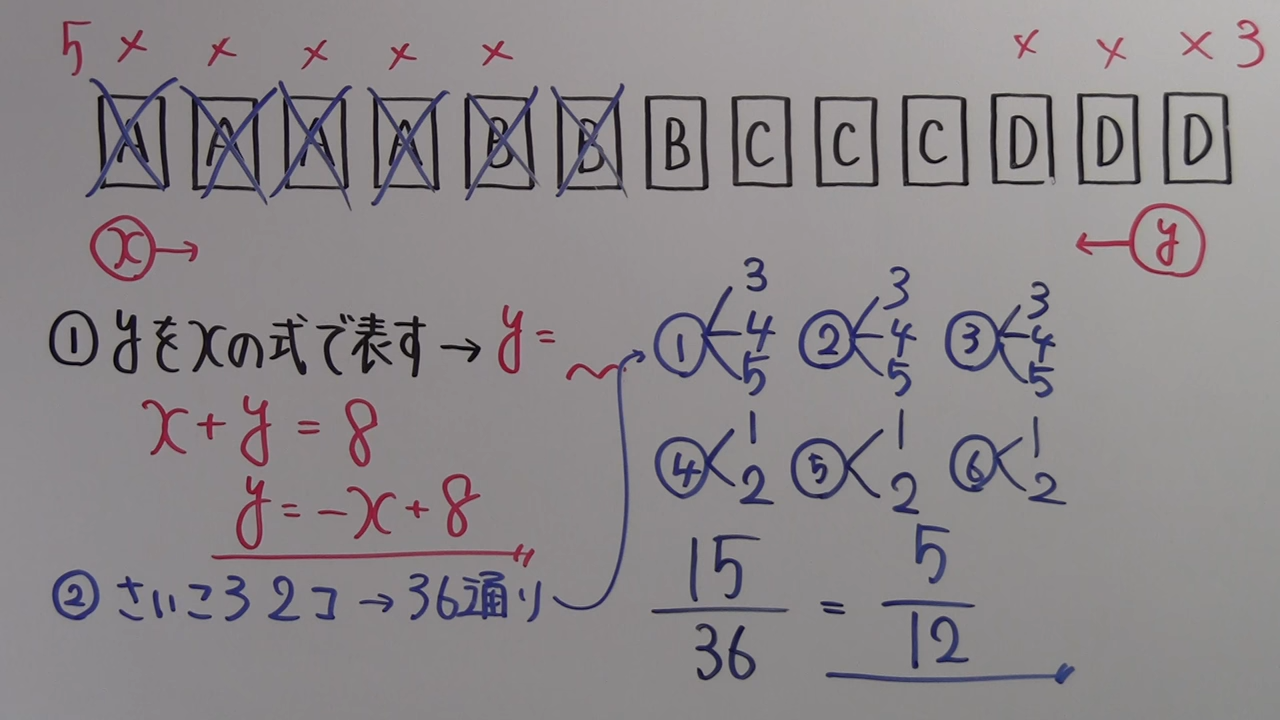 5 × × × × × × × × 3
A A A A B B B C C C D D D
x→ ←y
① yをxの式で表す → y=
x + y = 8
y = -x + 8
② さいころ2コ → 36通り
① 3 4 5 ② 3 4 5 ③ 3 4 5
④ 1 2 ⑤ 1 2 ⑥ 1 2
15/36 = 5/12